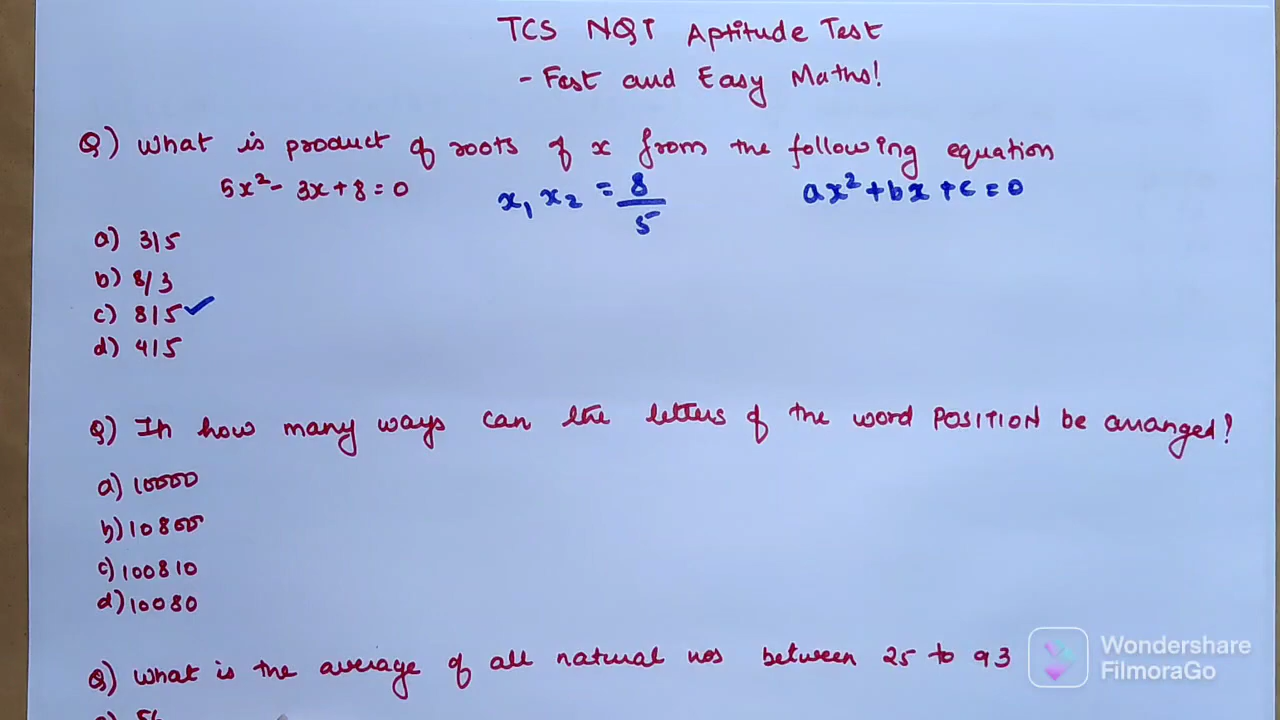 TCS NQT Aptitude Test
- Fast and Easy Maths!
Q) What is product of roots of x from the following equation
5x² - 3x + 8 = 0   x₁ x₂ = 8/5   ax² + bx + c = 0
a) 3/5
b) 8/3
c) 8/5 ✓
d) 4/5
Q) In how many ways can the letters of the word POSITION be arranged?
a) 10000
b) 10800
c) 100810
d) 10080
Q) What is the average of all natural nos between 25 to 93
Wondershare
FilmoraGo